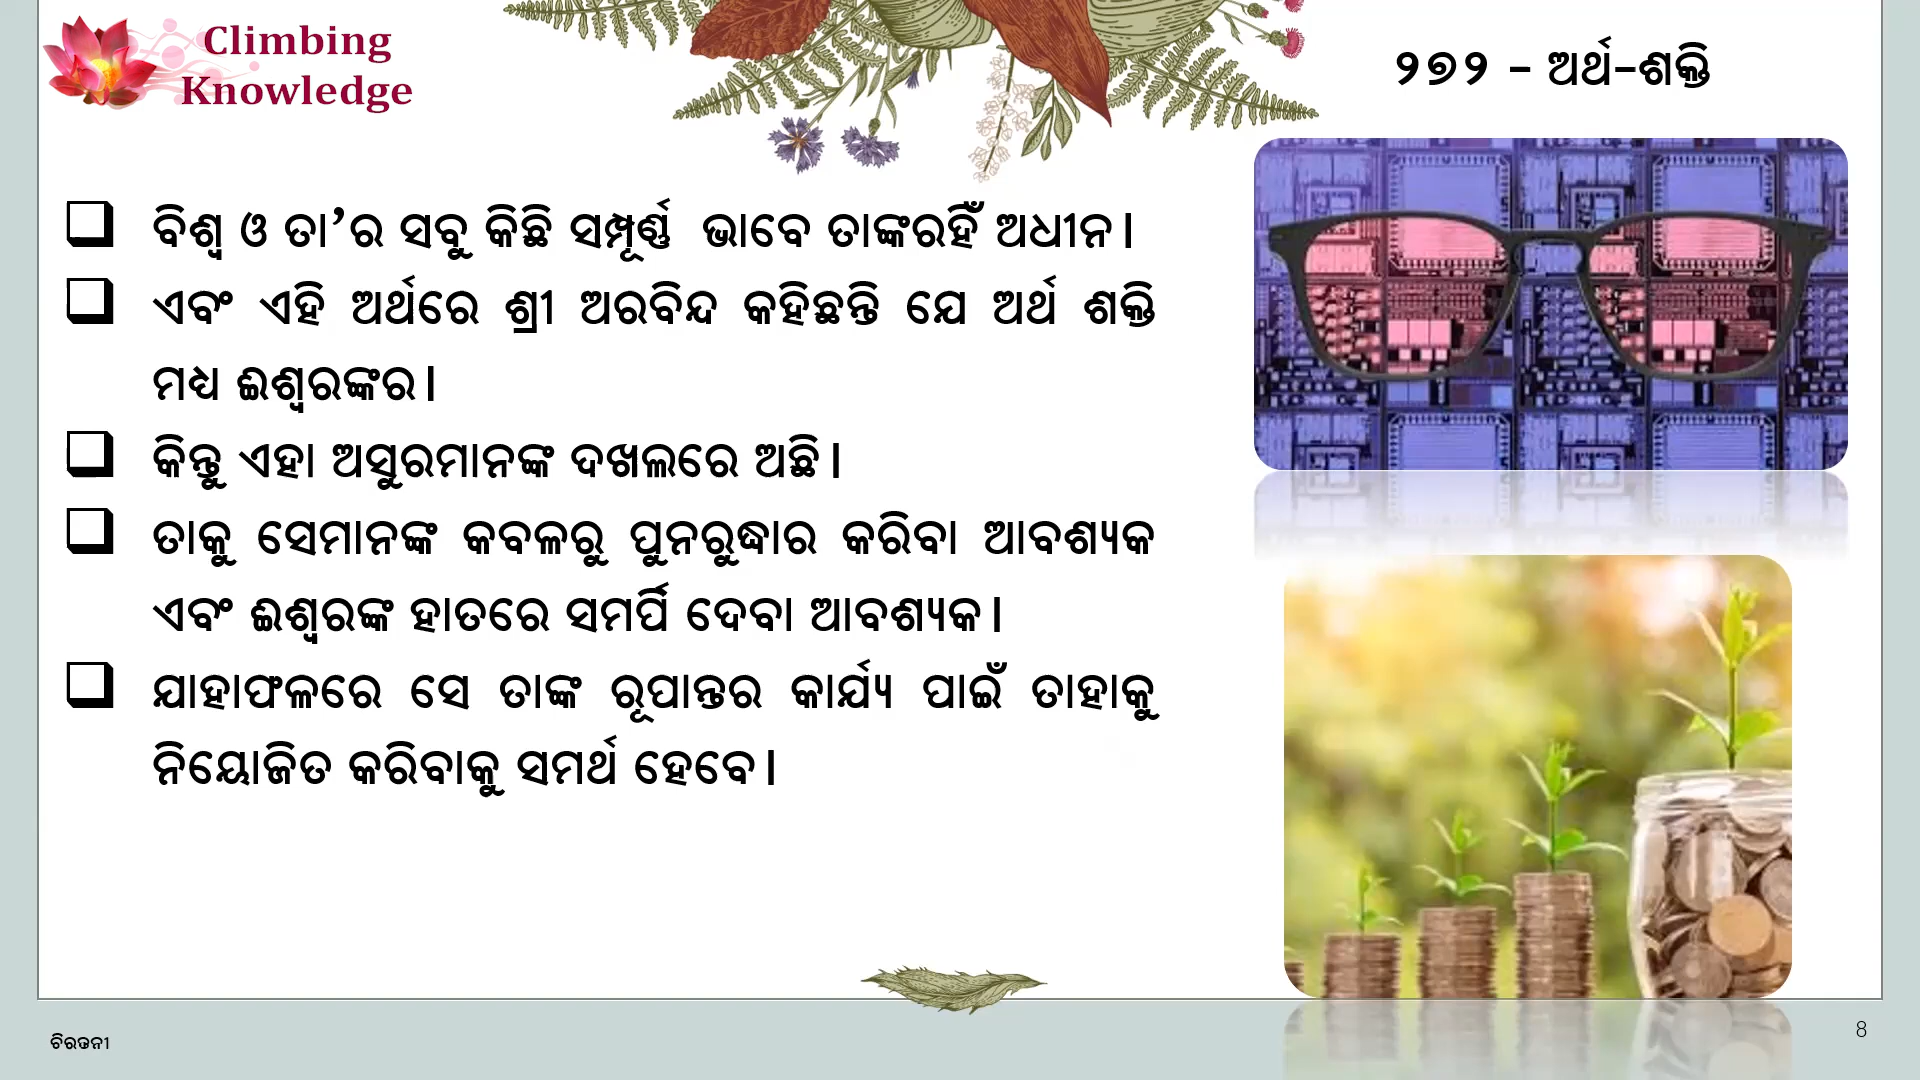 Climbing
Knowledge
୨୭୨ - ଅର୍ଥ-ଶକ୍ତି
ବିଶ୍ୱ ଓ ତା’ର ସବୁ କିଛି ସମ୍ପୂର୍ଣ୍ଣ ଭାବେ ତାଙ୍କରହିଁ ଅଧୀନ।
ଏବଂ ଏହି ଅର୍ଥରେ ଶ୍ରୀ ଅରବିନ୍ଦ କହିଛନ୍ତି ଯେ ଅର୍ଥ ଶକ୍ତି
ମଧ୍ୟ ଈଶ୍ୱରଙ୍କର।
କିନ୍ତୁ ଏହା ଅସୁରମାନଙ୍କ ଦଖଲରେ ଅଛି।
ତାକୁ ସେମାନଙ୍କ କବଳରୁ ପୁନରୁଦ୍ଧାର କରିବା ଆବଶ୍ୟକ
ଏବଂ ଈଶ୍ୱରଙ୍କ ହାତରେ ସମର୍ପି ଦେବା ଆବଶ୍ୟକ।
ଯାହାଫଳରେ ସେ ତାଙ୍କ ରୂପାନ୍ତର କାର୍ଯ୍ୟ ପାଇଁ ତାହାକୁ
ନିୟୋଜିତ କରିବାକୁ ସମର୍ଥ ହେବେ।
8